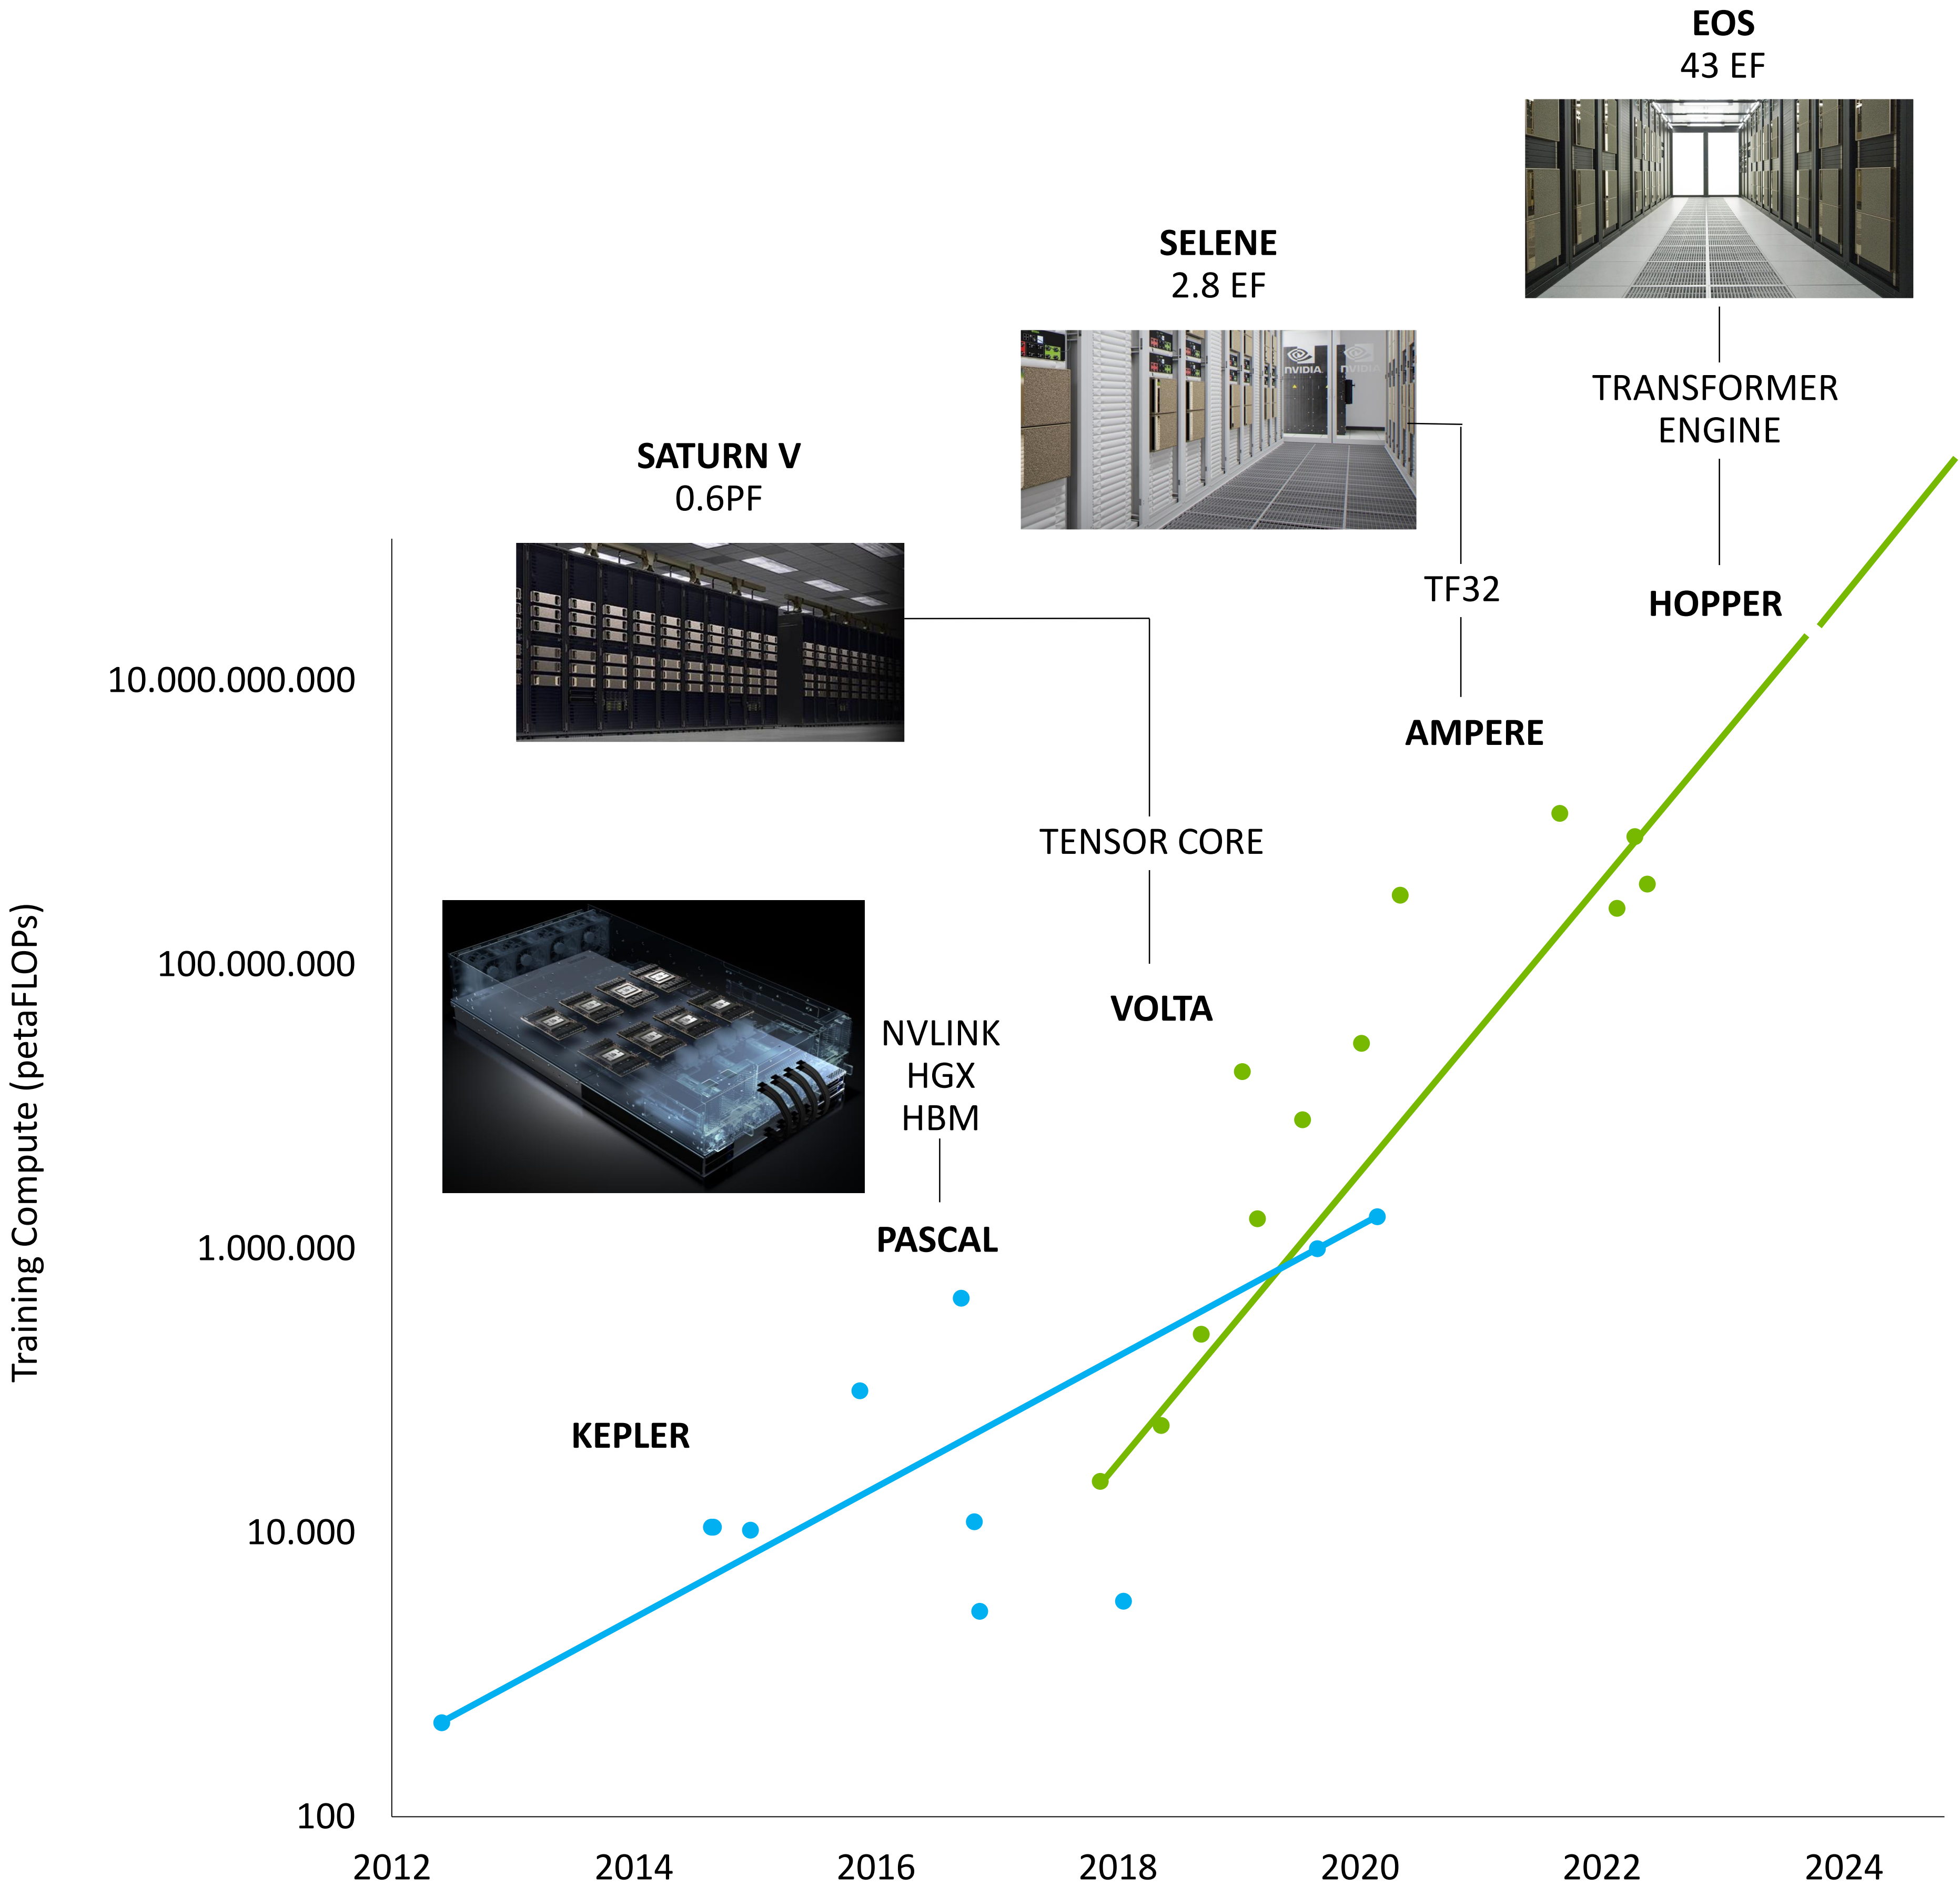 EOS
43 EF
SELENE
2.8 EF
NVIDIA
NVIDIA
TRANSFORMER
ENGINE
SATURN V
0.6PF
TF32
HOPPER
10.000.000.000
AMPERE
TENSOR CORE
100.000.000
VOLTA
NVLINK
HGX
HBM
Training Compute (petaFLOPs)
1.000.000
PASCAL
KEPLER
10.000
100
2012 2014 2016 2018 2020 2022 2024